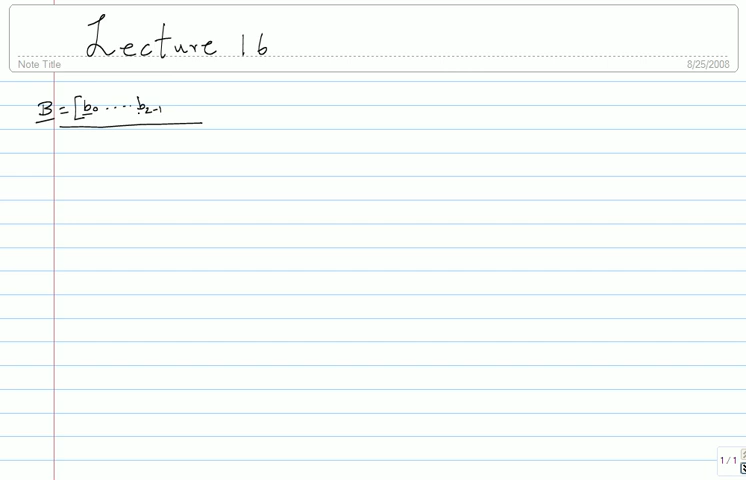 Lecture 16
Note Title
8/25/2008
B = [b0 .... b2-1
1 / 1